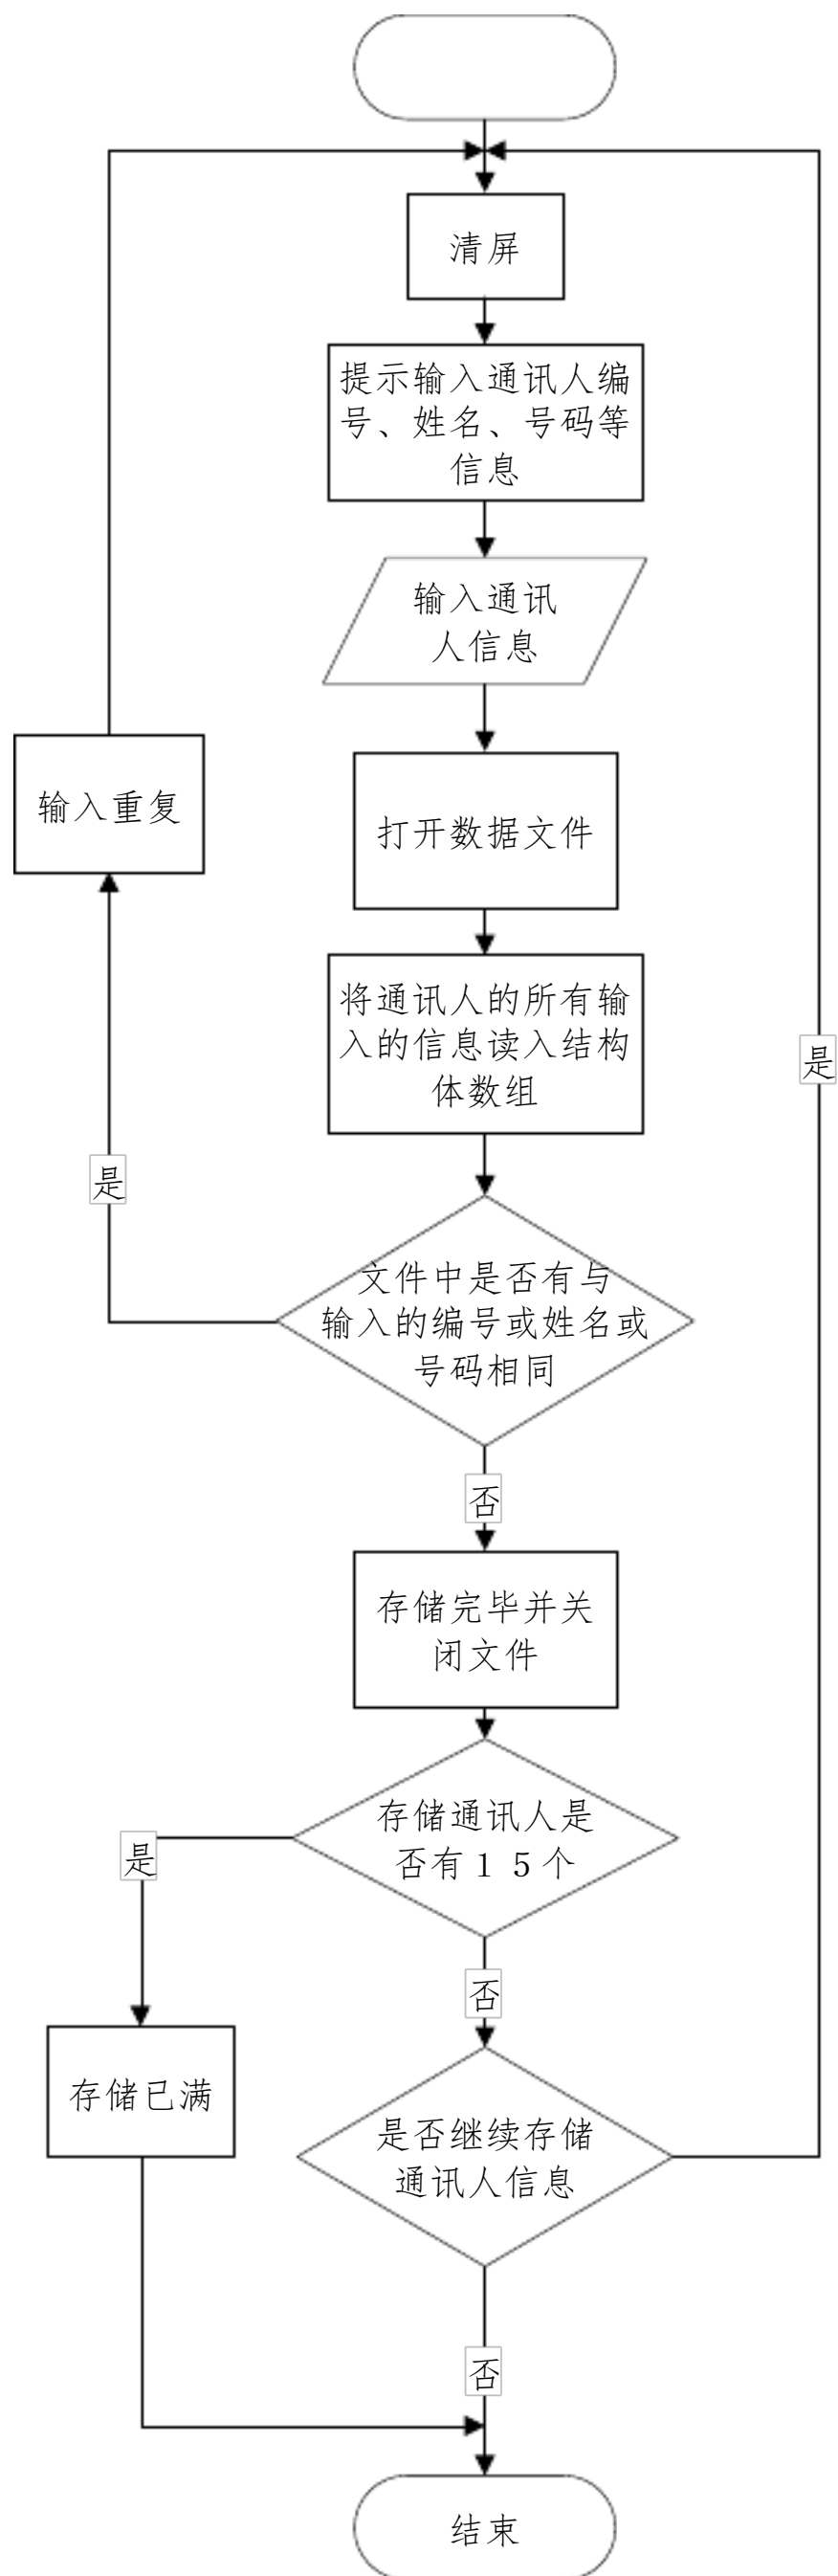 清屏
提示输入通讯人编
号、姓名、号码等
信息
输入通讯
人信息
输入重复
打开数据文件
将通讯人的所有输
入的信息读入结构
体数组
是
是
文件中是否有与
输入的编号或姓名或
号码相同
否
存储完毕并关
闭文件
存储通讯人是
否有15个
是
否
存储已满
是否继续存储
通讯人信息
否
结束